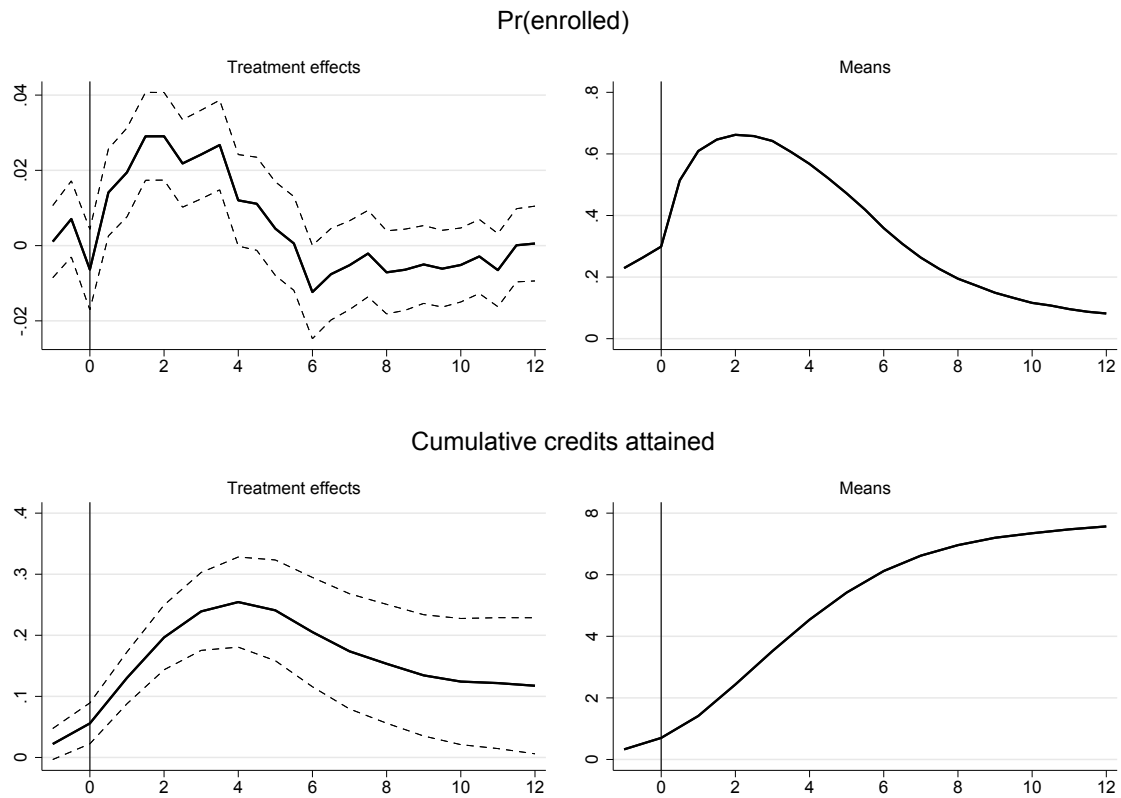 Pr(enrolled)
Treatment effects
Means
.04
.02
0
-.02
0 2 4 6 8 10 12
.8
.6
.4
.2
0
0 2 4 6 8 10 12
Cumulative credits attained
Treatment effects
Means
.4
.3
.2
.1
0
0 2 4 6 8 10 12
8
6
4
2
0
0 2 4 6 8 10 12